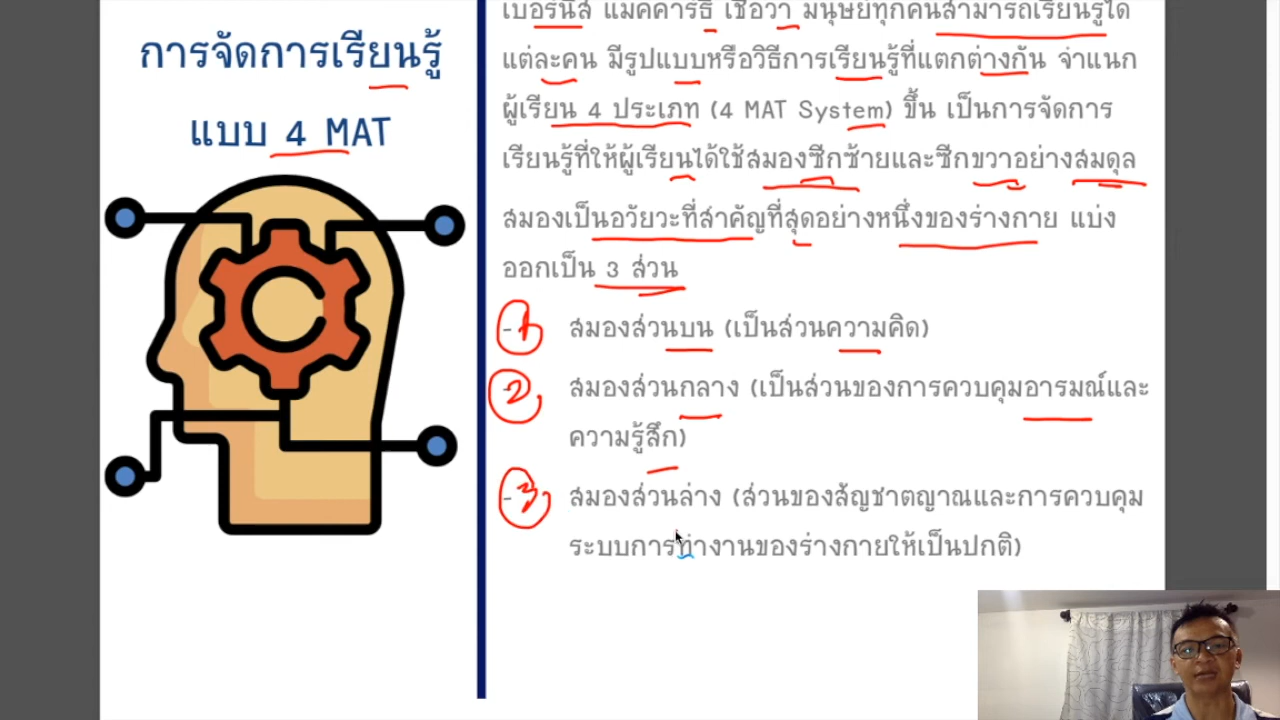 การจัดการเรียนรู้
แบบ 4 MAT
เบอร์นิส แมคคาร์ธี เชื่อว่า มนุษย์ทุกคนสามารถเรียนรู้ได้
แต่ละคน มีรูปแบบหรือวิธีการเรียนรู้ที่แตกต่างกัน จำแนก
ผู้เรียน 4 ประเภท (4 MAT System) ขึ้น เป็นการจัดการ
เรียนรู้ที่ให้ผู้เรียนได้ใช้สมองซีกซ้ายและซีกขวาอย่างสมดุล
สมองเป็นอวัยวะที่สำคัญที่สุดอย่างหนึ่งของร่างกาย แบ่ง
ออกเป็น 3 ส่วน
- 1 สมองส่วนบน (เป็นส่วนความคิด)
2 สมองส่วนกลาง (เป็นส่วนของการควบคุมอารมณ์และ
ความรู้สึก)
- 3 สมองส่วนล่าง (ส่วนของสัญชาตญาณและการควบคุม
ระบบการทำงานของร่างกายให้เป็นปกติ)